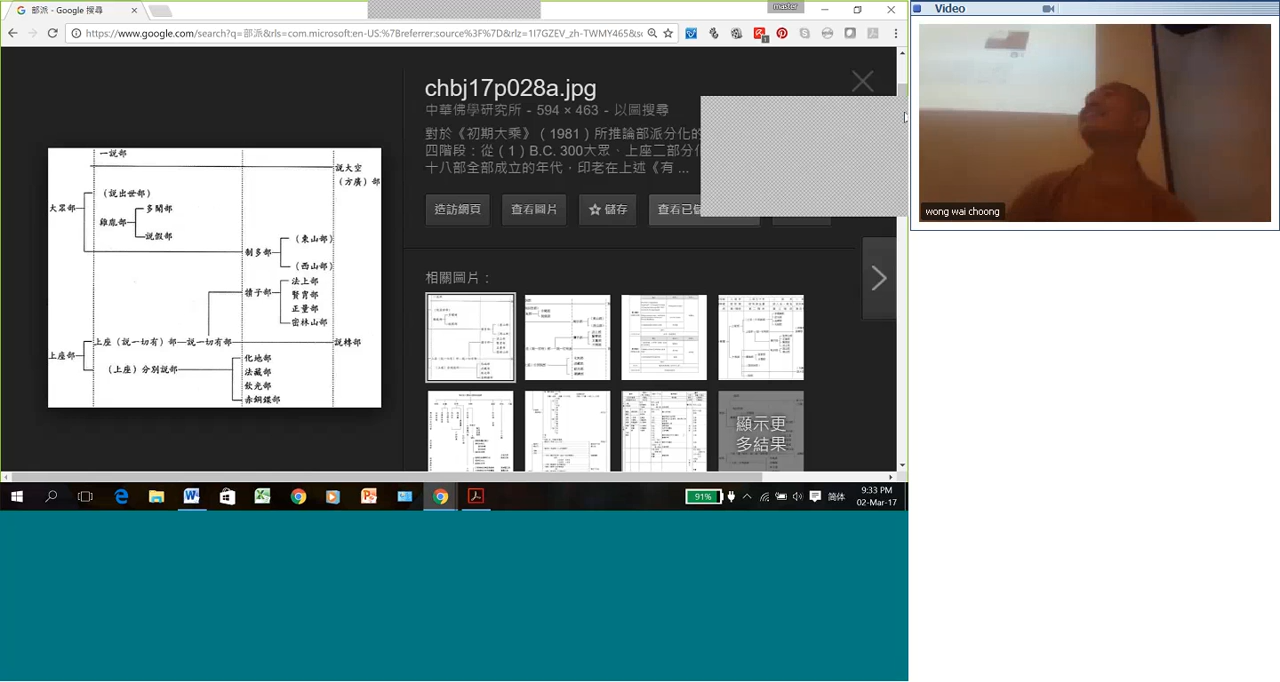 部派 - Google 搜尋
master
https://www.google.com/search?q=部派&rls=com.microsoft:en-US:%7Breferrer:source%3F%7D&rlz=1I7GZEV_zh-TWMY465&s
chbj17p028a.jpg
中華佛學研究所 - 594 × 463 - 以圖搜尋
對於《初期大乘》（1981）所推論部派分化的
四階段：從（1）B.C. 300大眾、上座二部分
十八部全部成立的年代，印老在上述《有 ...
造訪網頁
查看圖片
儲存
查看已
相關圖片：
顯示更
多結果
一說部
說大空
（方廣）部
（說出世部）
大眾部
多聞部
雞胤部
說假部
（東山部）
制多部
（西山部）
法上部
犢子部
賢胄部
正量部
密林山部
上座（說一切有）部
說一切有部
說轉部
上座部
化地部
（上座）分別說部
法藏部
飲光部
赤銅鍱部
91%
简体
9:33 PM
02-Mar-17
Video
wong wai choong